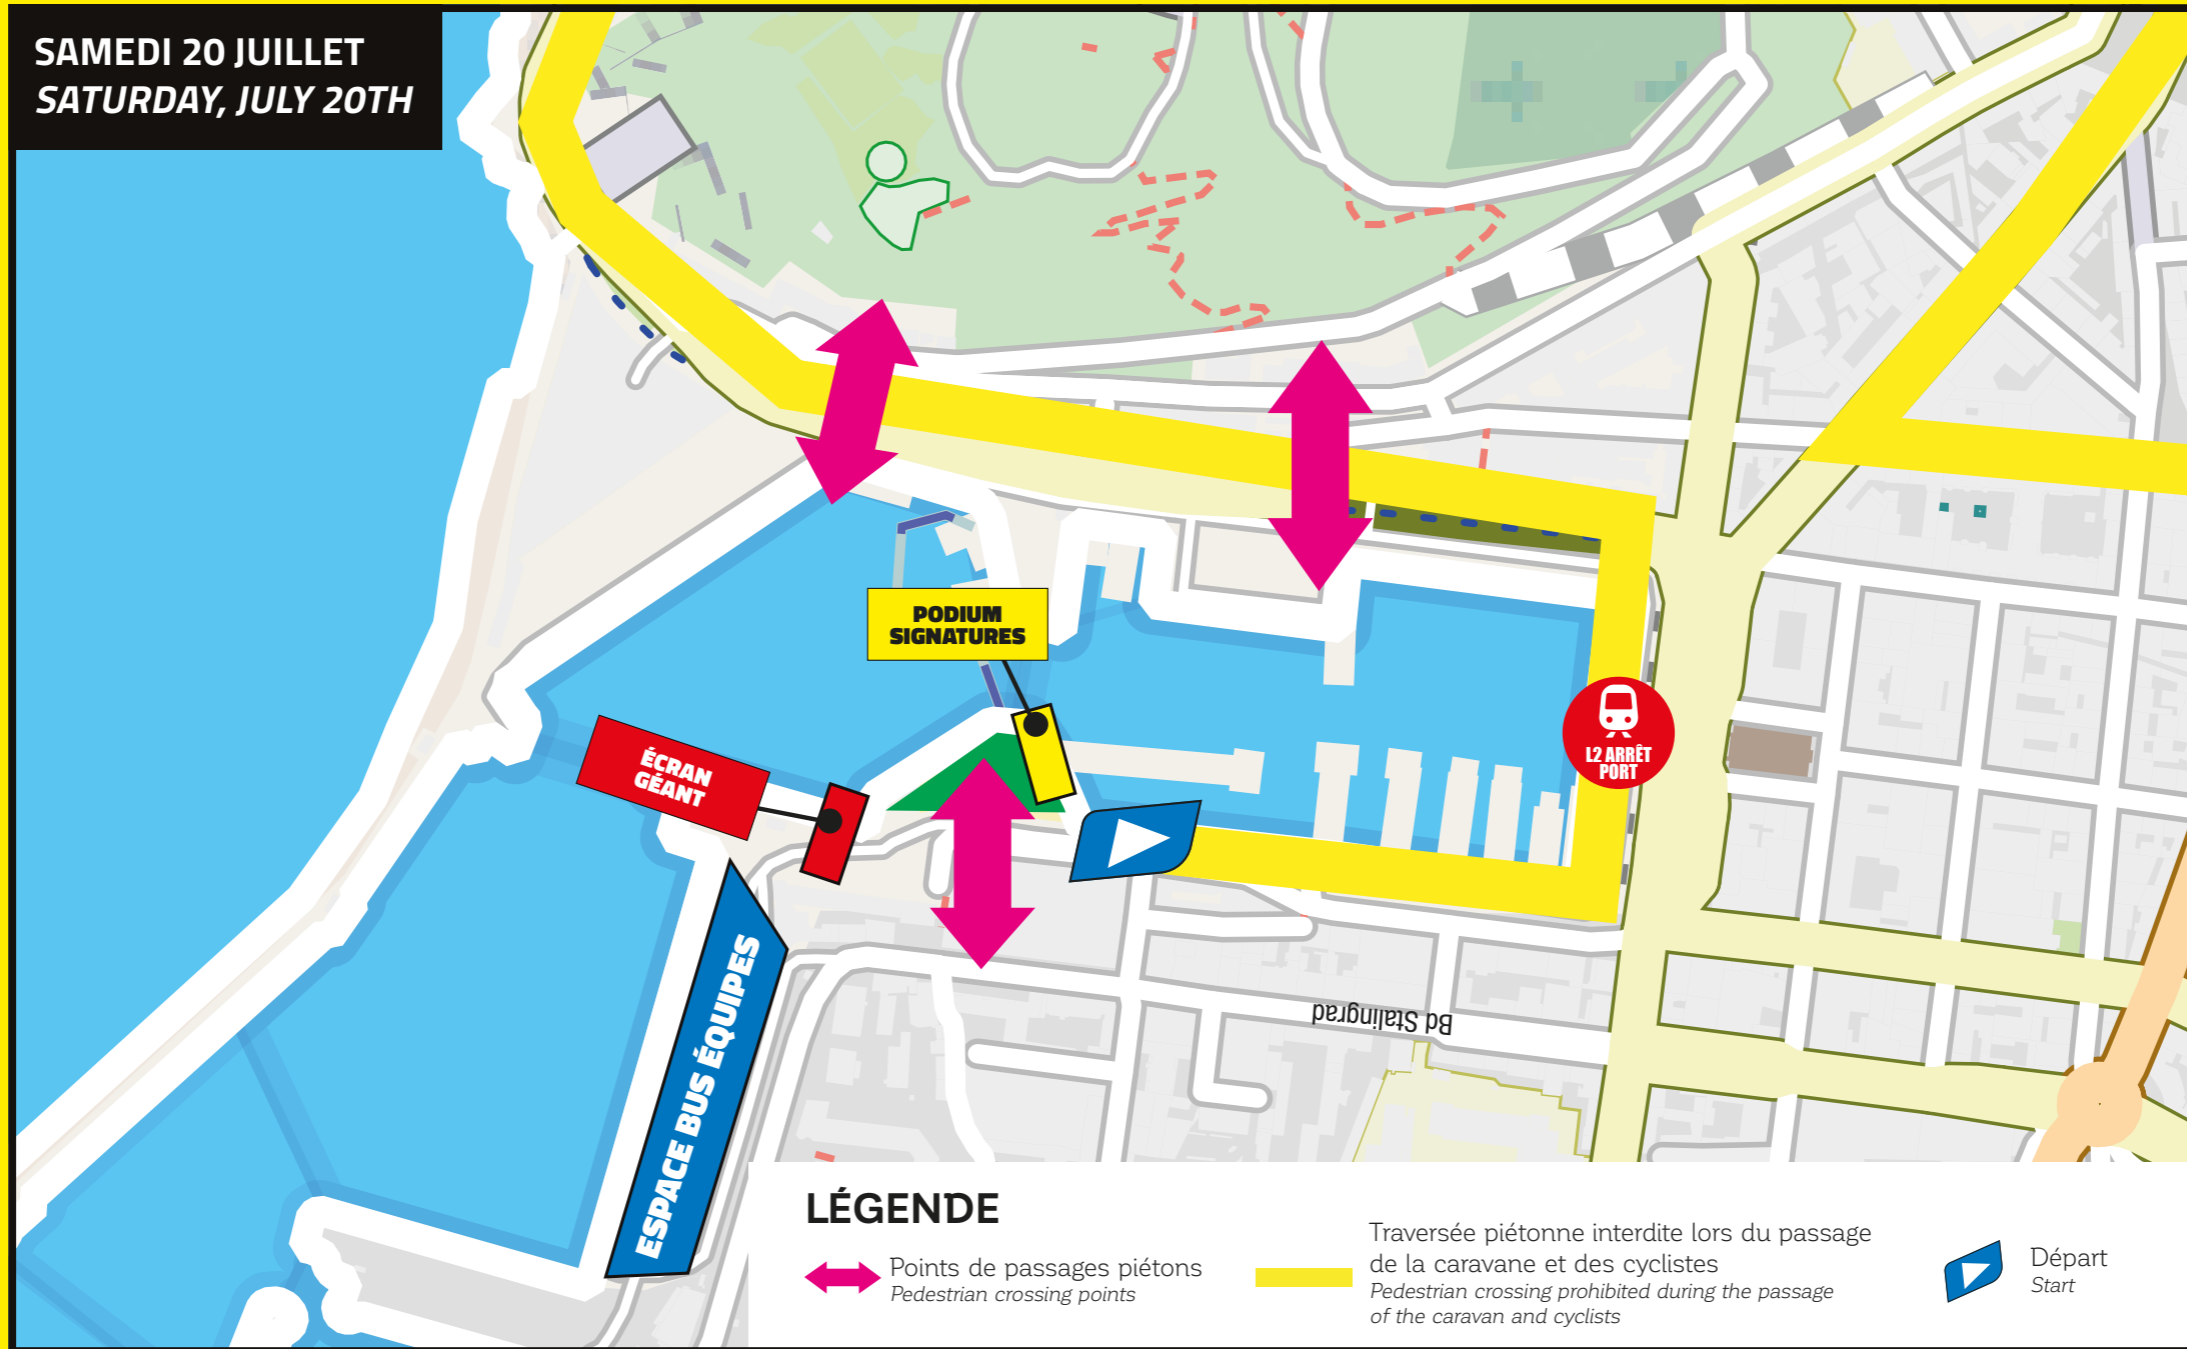 SAMEDI 20 JUILLET
SATURDAY, JULY 20TH
PODIUM
SIGNATURES
ÉCRAN
GÉANT
L2 ARRÊT
PORT
ESPACE BUS ÉQUIPES
Bd Stalingrad
LÉGENDE
Points de passages piétons
Pedestrian crossing points
Traversée piétonne interdite lors du passage
de la caravane et des cyclistes
Pedestrian crossing prohibited during the passage
of the caravan and cyclists
Départ
Start